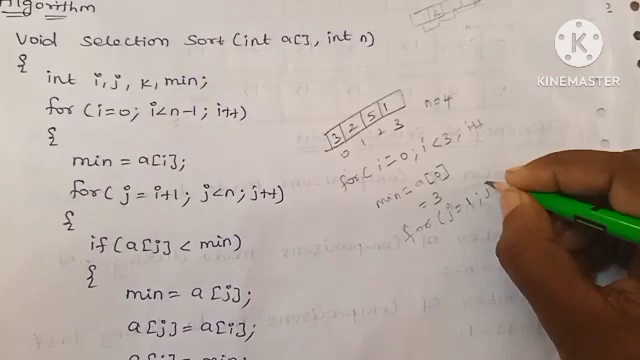 Algorithm
Void selection sort (int a[], int n)
{
int i, j, k, min;
for (i=0; i<n-1; i++)
{
min = a[i];
for (j = i+1; j<n; j++)
{
if (a[j] < min)
{
min = a[j];
a[j] = a[i];
3 2 5 1
0 1 2 3
n=4
for (i=0; i<3; i++
min = a[0]
= 3
for (j=1; j
K
KINEMASTER